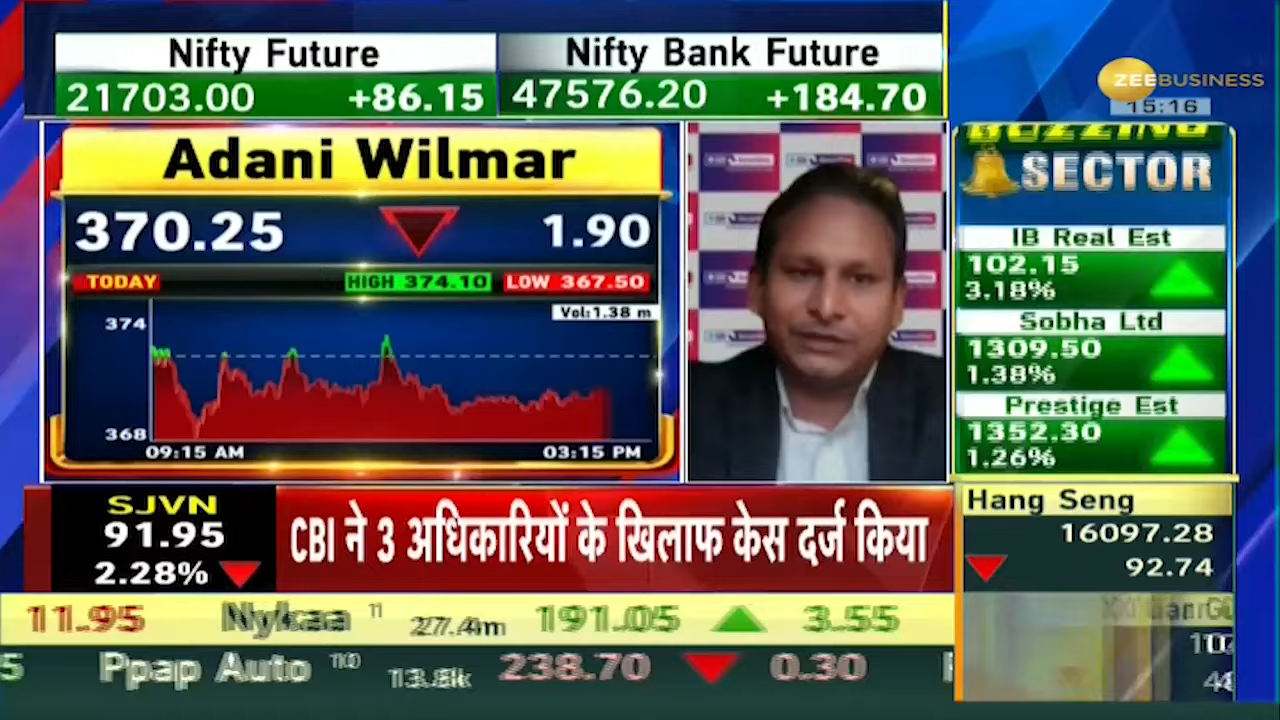 Nifty Future
21703.00 +86.15
Nifty Bank Future
47576.20 +184.70
ZEEBUSINESS
15:16
Adani Wilmar
370.25 1.90
TODAY HIGH 374.10 LOW 367.50
Vol:1.38 m
374
368
09:15 AM 03:15 PM
BUZZING
SECTOR
IB Real Est
102.15
3.18%
Sobha Ltd
1309.50
1.38%
Prestige Est
1352.30
1.26%
SJVN
91.95
2.28%
CBI ने 3 अधिकारियों के खिलाफ केस दर्ज किया
Hang Seng
16097.28
92.74
11.95 Nykaa 27.4m 191.05 3.55
5 Ppap Auto 13.8k 238.70 0.30